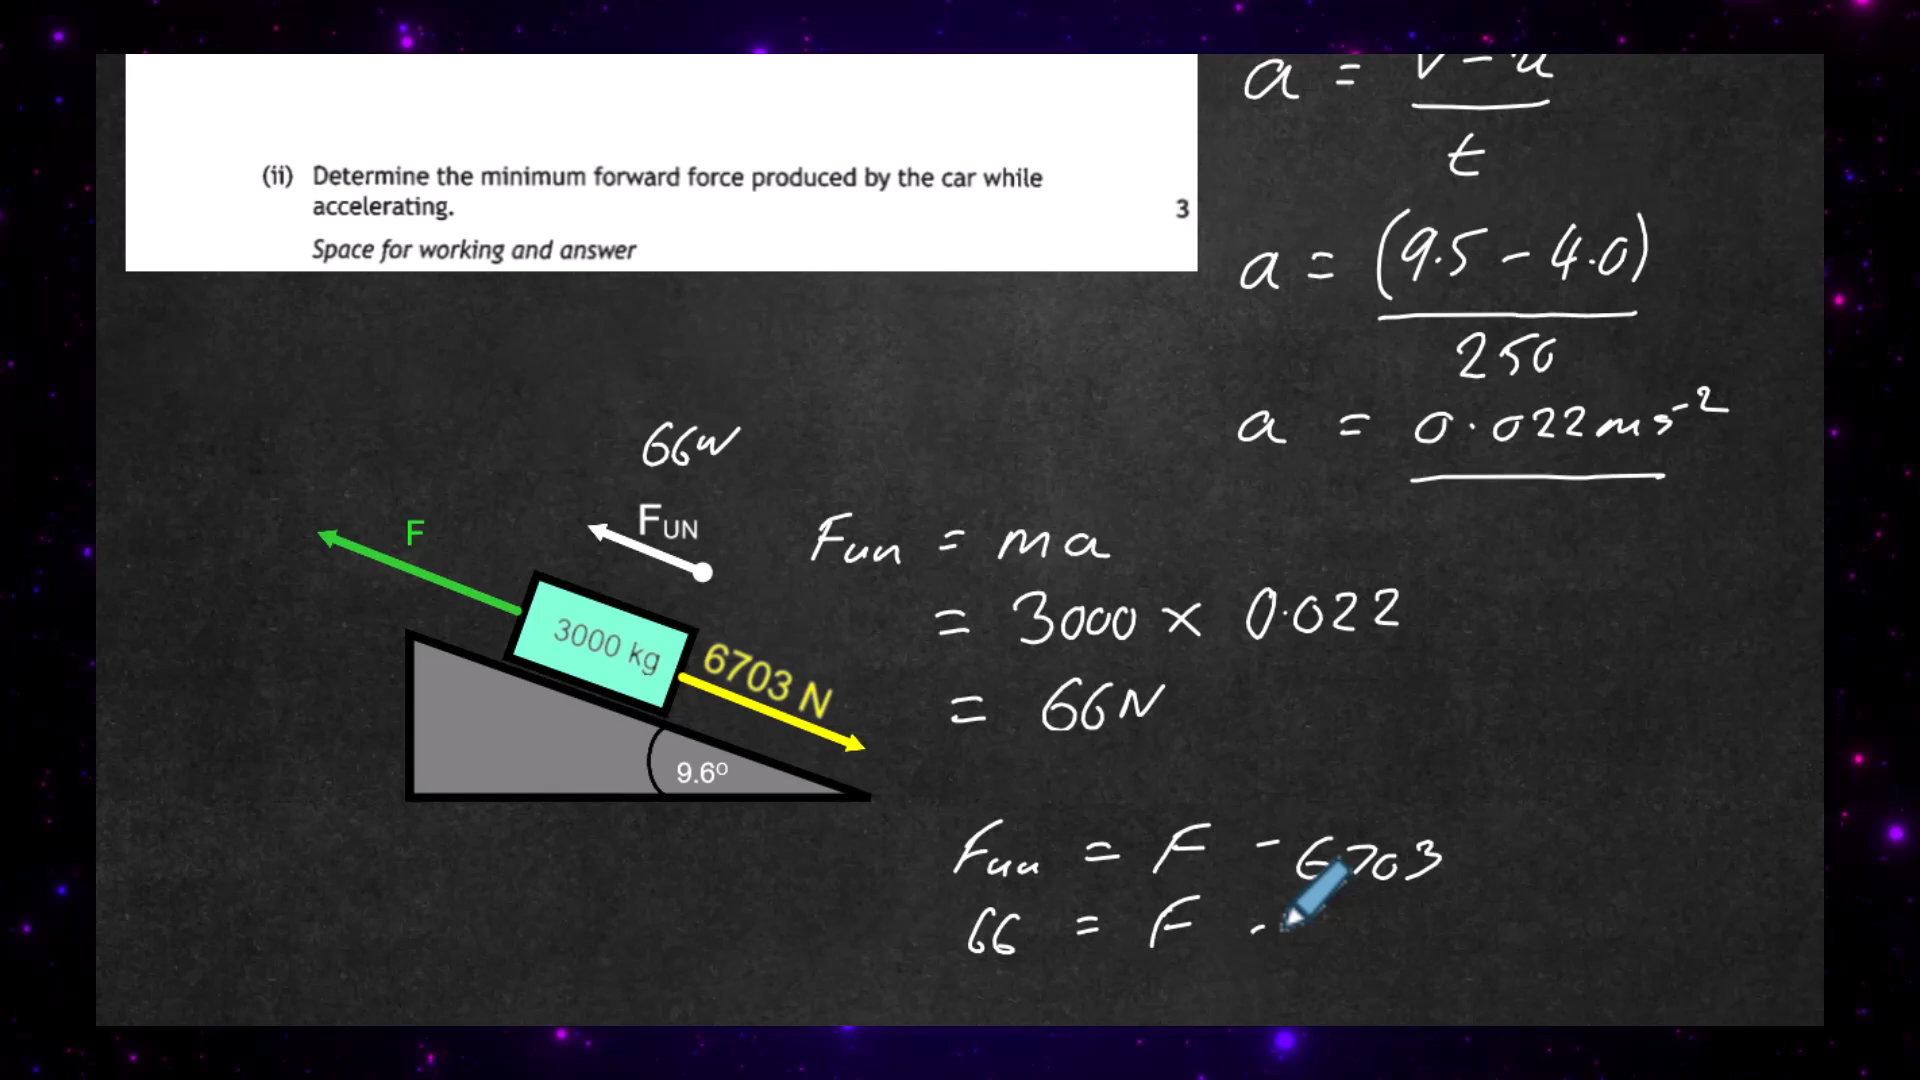 (ii) Determine the minimum forward force produced by the car while
accelerating.
3
Space for working and answer
a = v - u
t
a = (9.5 - 4.0)
250
a = 0.022 ms⁻²
66N
F
FUN
3000 kg
6703 N
9.6º
Fun = ma
= 3000 × 0.022
= 66N
Fun = F - 6703
66 = F -